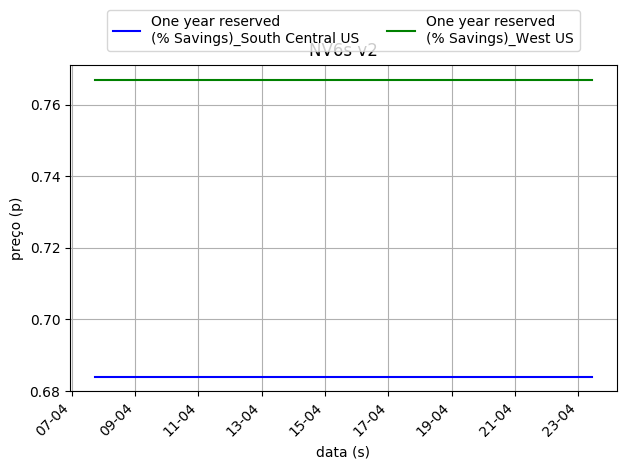 One year reserved
(% Savings)_South Central US
One year reserved
(% Savings)_West US
NV6s v2
0.76
0.74
0.72
0.70
0.68
preço (p)
07-04
09-04
11-04
13-04
15-04
17-04
19-04
21-04
23-04
data (s)